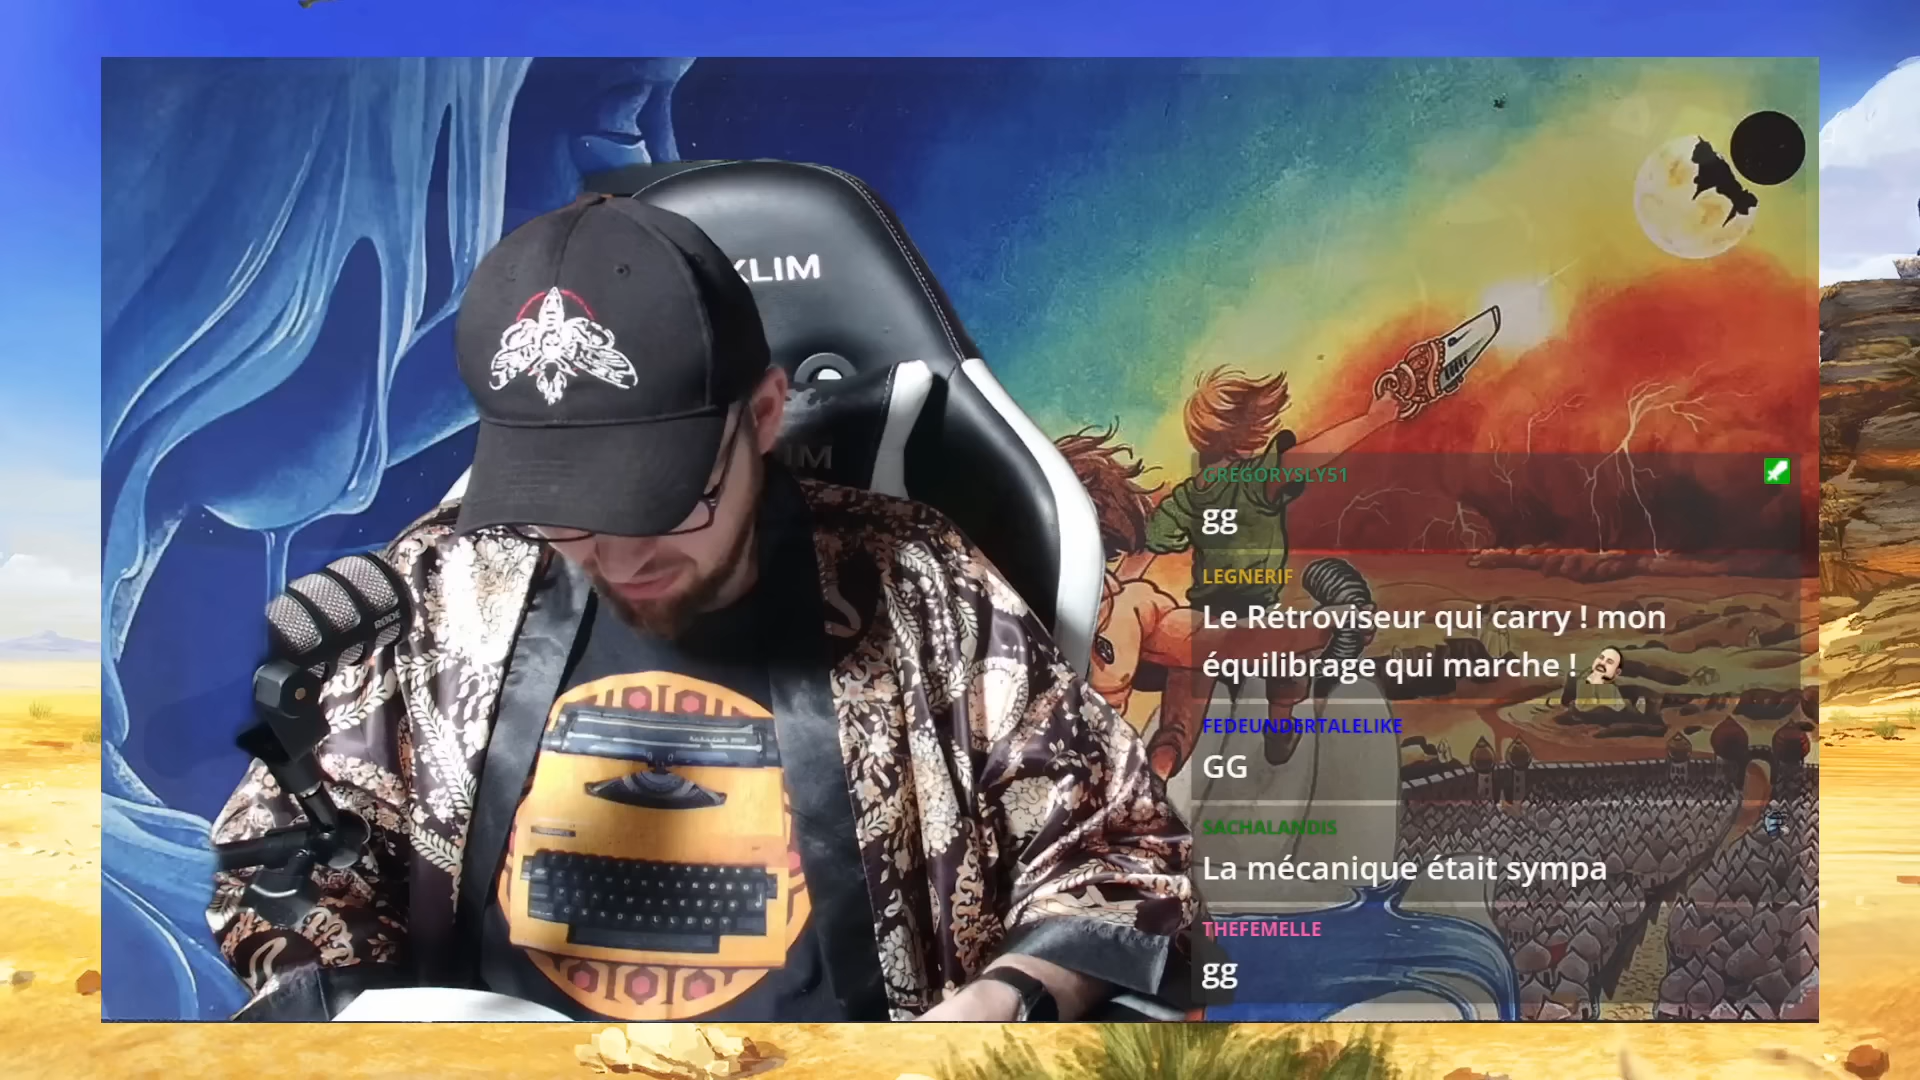 KLIM
RODE
GREGORYSLY51
gg
LEGNERIF
Le Rétroviseur qui carry ! mon
équilibrage qui marche !
FEDEUNDERTALELIKE
GG
SACHALANDIS
La mécanique était sympa
THEFEMELLE
gg